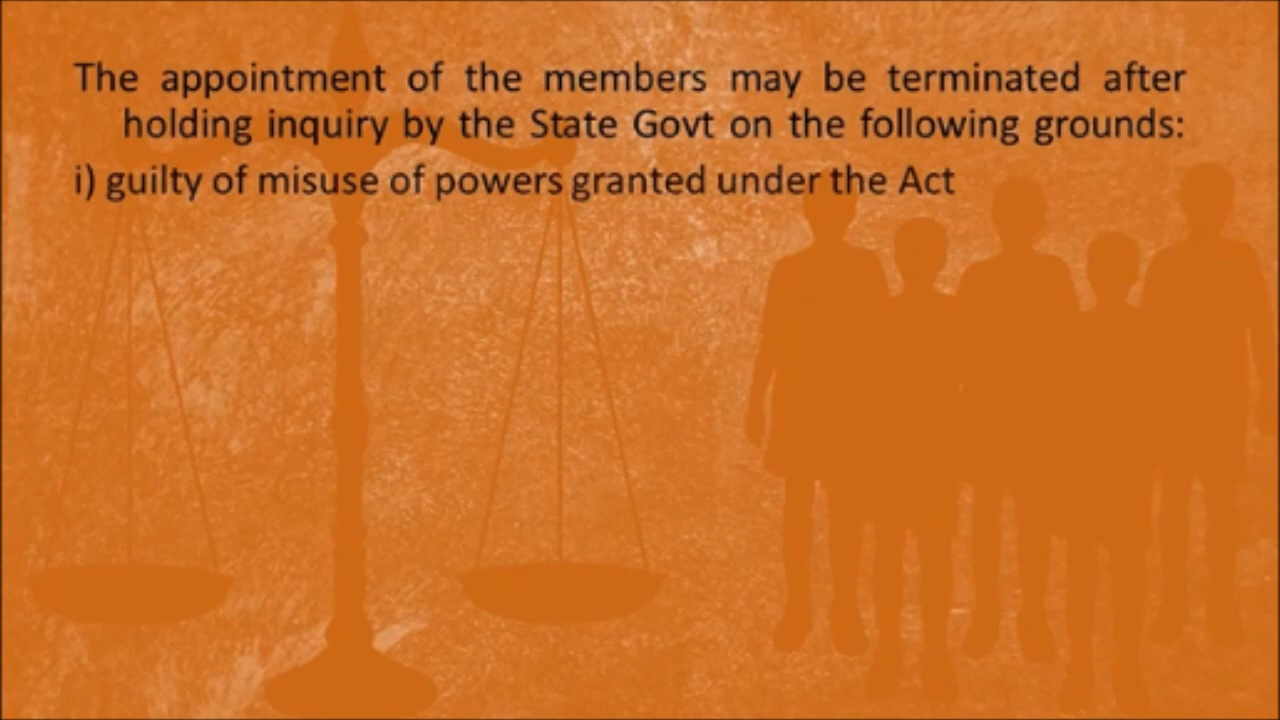 The appointment of the members may be terminated after
holding inquiry by the State Govt on the following grounds:
i) guilty of misuse of powers granted under the Act